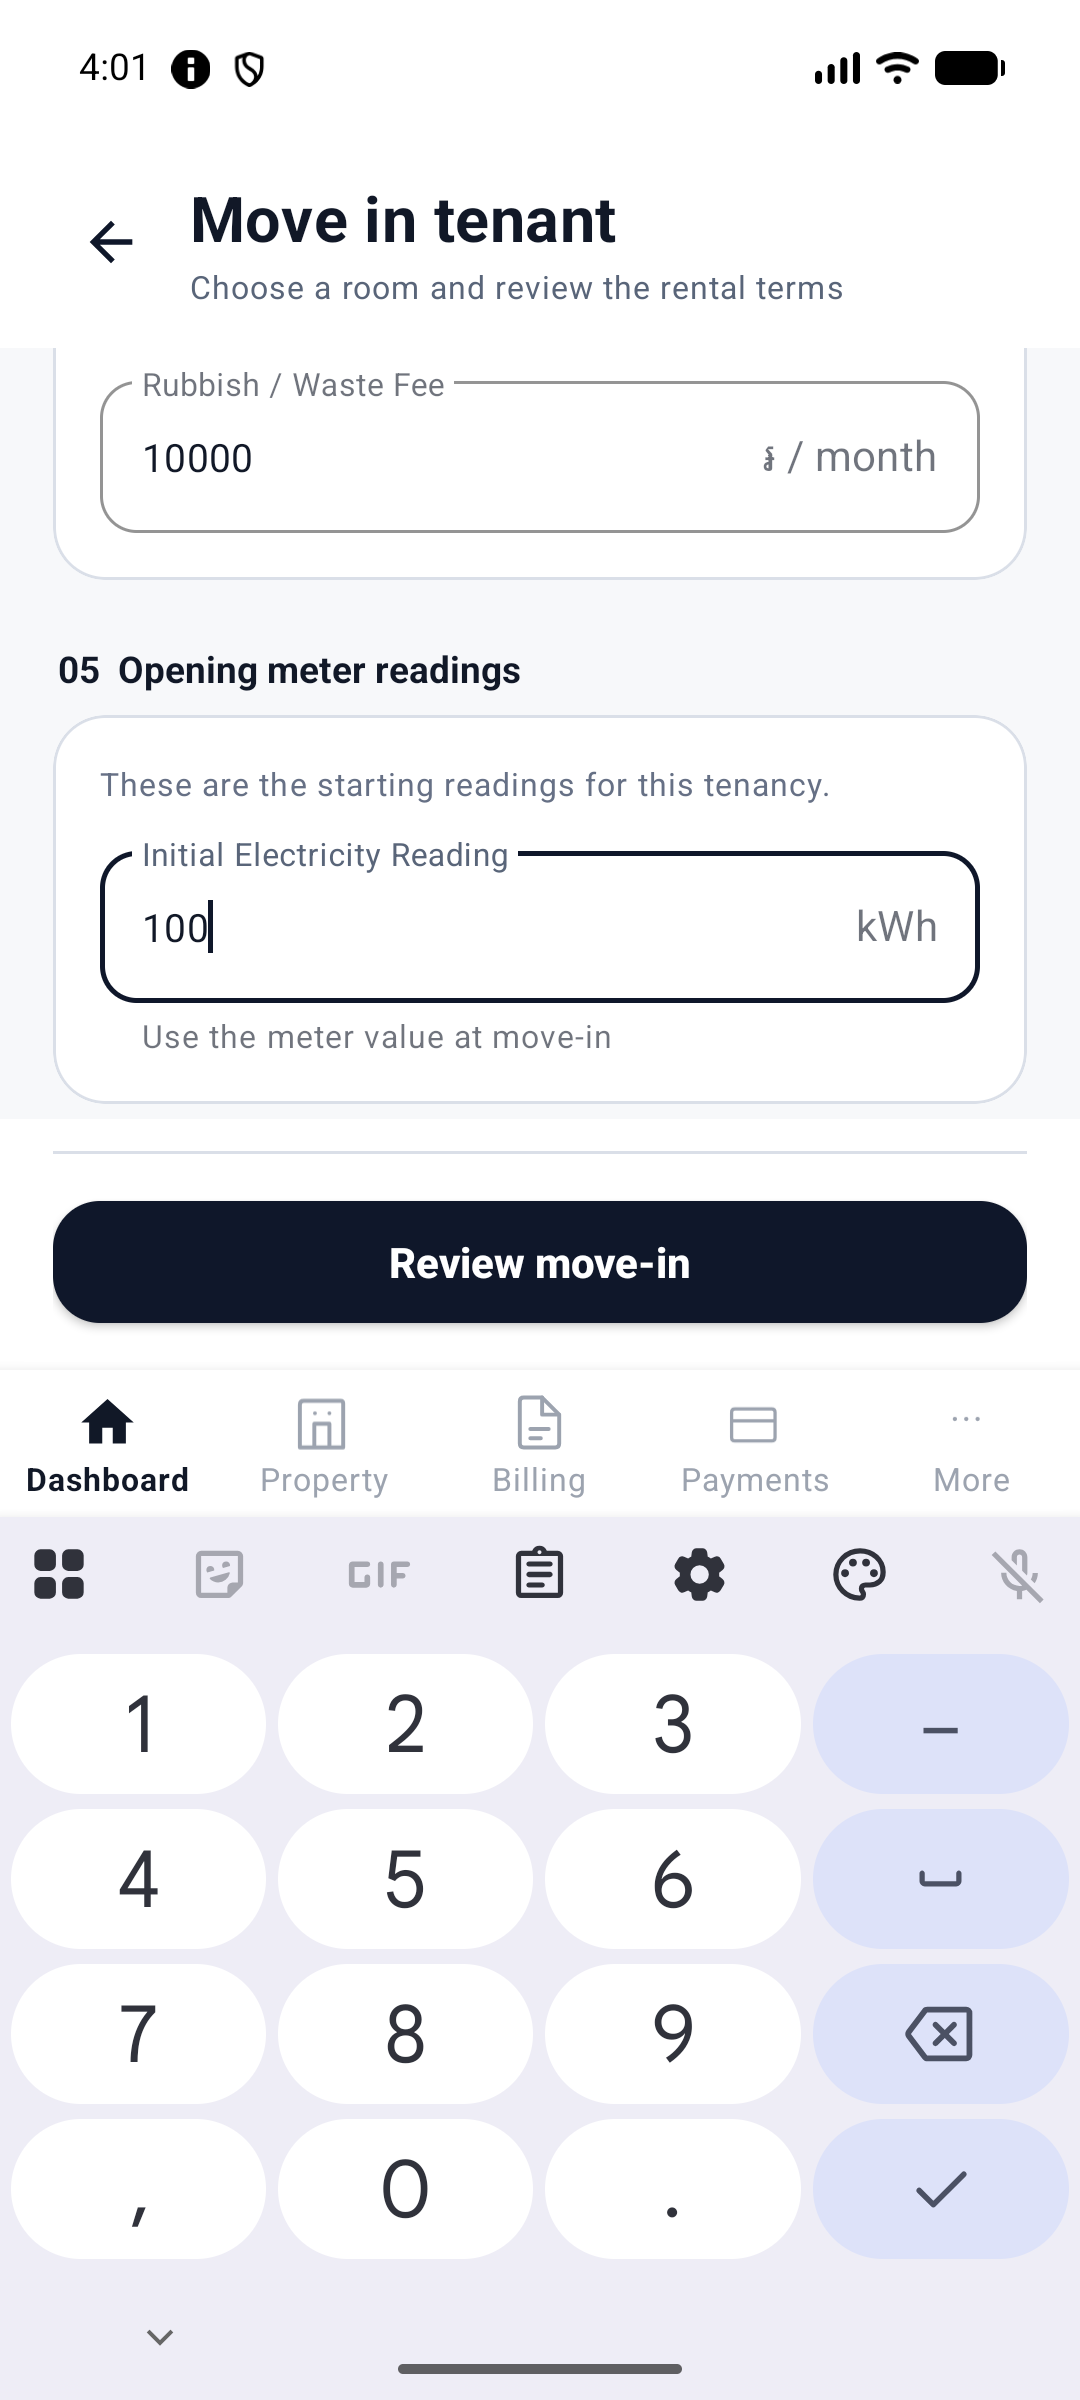 4:01
Move in tenant
Choose a room and review the rental terms
Rubbish / Waste Fee
10000
៛ / month
05 Opening meter readings
These are the starting readings for this tenancy.
Initial Electricity Reading
100
kWh
Use the meter value at move-in
Review move-in
Dashboard
Property
Billing
Payments
More
GIF
1 2 3 –
4 5 6
7 8 9
, 0 .